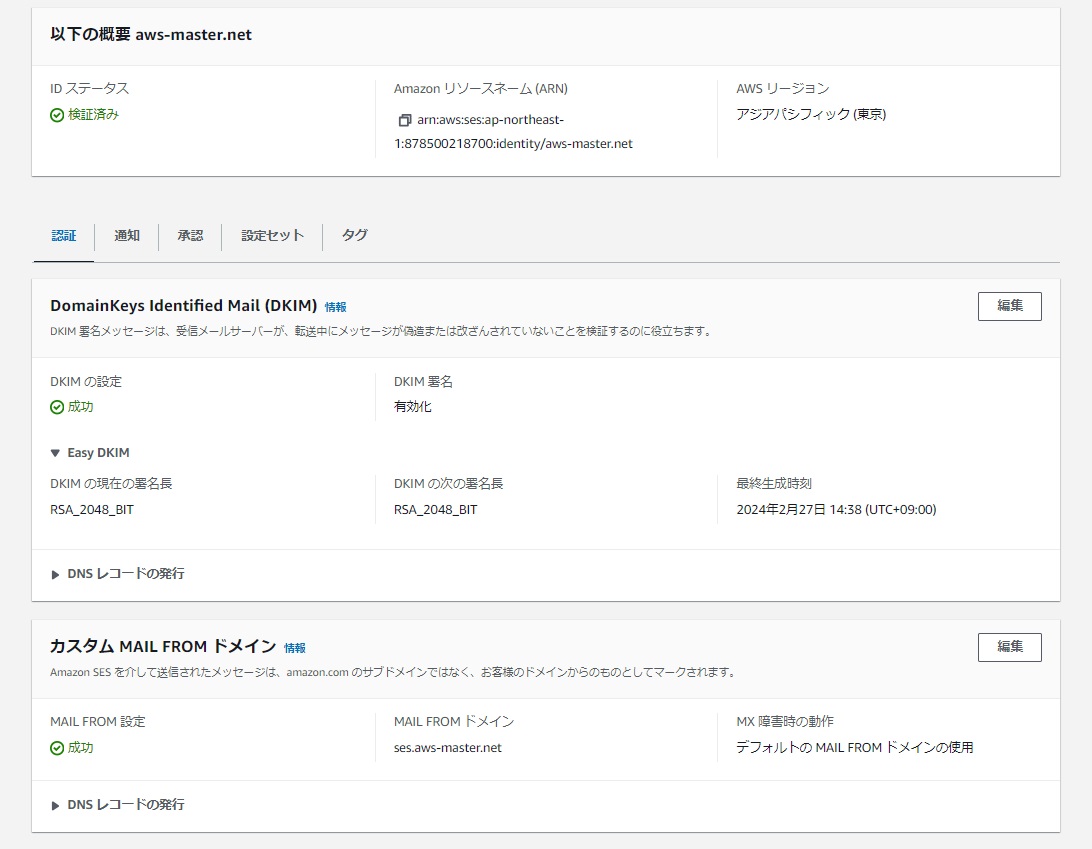 以下の概要 aws-master.net
ID ステータス
検証済み
Amazon リソースネーム (ARN)
arn:aws:ses:ap-northeast-
1:878500218700:identity/aws-master.net
AWS リージョン
アジアパシフィック (東京)
認証
通知
承認
設定セット
タグ
DomainKeys Identified Mail (DKIM) 情報
編集
DKIM 署名メッセージは、受信メールサーバーが、転送中にメッセージが偽造または改ざんされていないことを検証するのに役立ちます。
DKIM の設定
成功
DKIM 署名
有効化
Easy DKIM
DKIM の現在の署名長
RSA_2048_BIT
DKIM の次の署名長
RSA_2048_BIT
最終生成時刻
2024年2月27日 14:38 (UTC+09:00)
DNS レコードの発行
カスタム MAIL FROM ドメイン 情報
編集
Amazon SES を介して送信されたメッセージは、amazon.com のサブドメインではなく、お客様のドメインからのものとしてマークされます。
MAIL FROM 設定
成功
MAIL FROM ドメイン
ses.aws-master.net
MX 障害時の動作
デフォルトの MAIL FROM ドメインの使用
DNS レコードの発行